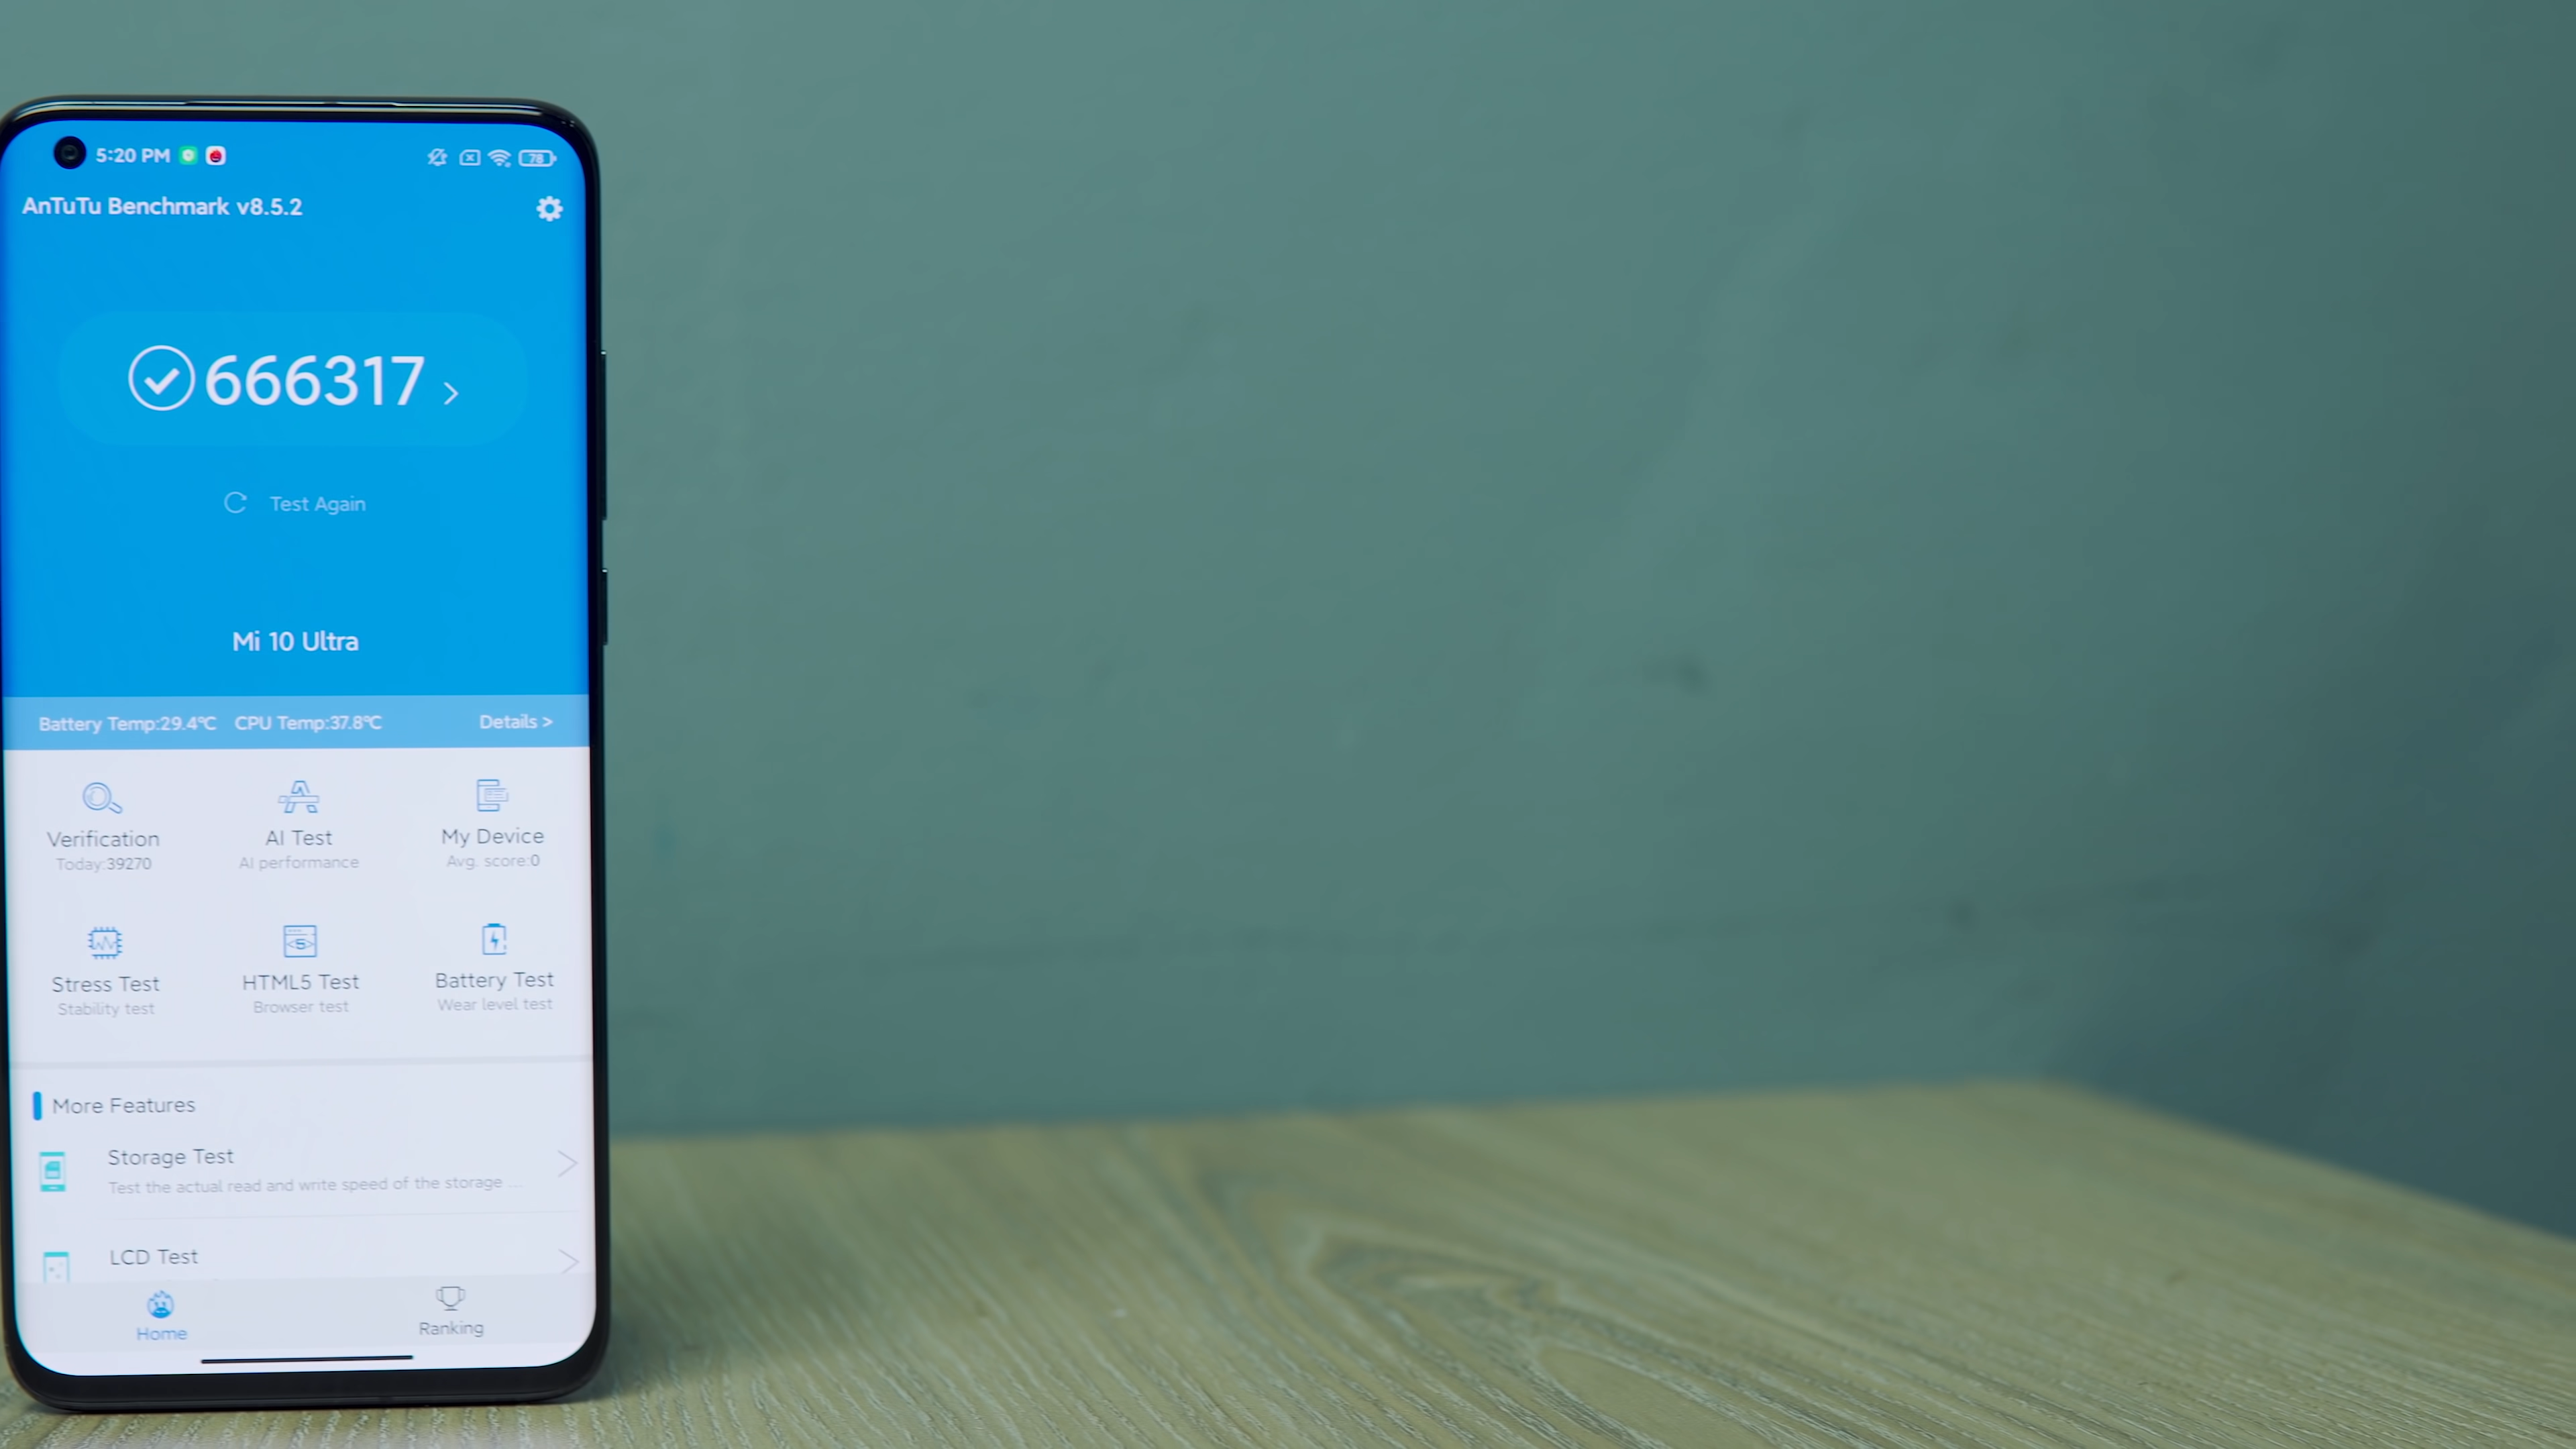 5:20 PM
78
AnTuTu Benchmark v8.5.2
666317 >
Test Again
Mi 10 Ultra
Battery Temp:29.4°C CPU Temp:37.8°C Details >
Verification AI Test My Device
Today:39270 AI performance Avg. score:0
5
Stress Test HTML5 Test Battery Test
Stability test Browser test Wear level test
More Features
Storage Test
Test the actual read and write speed of the storage ...
LCD Test
Home Ranking